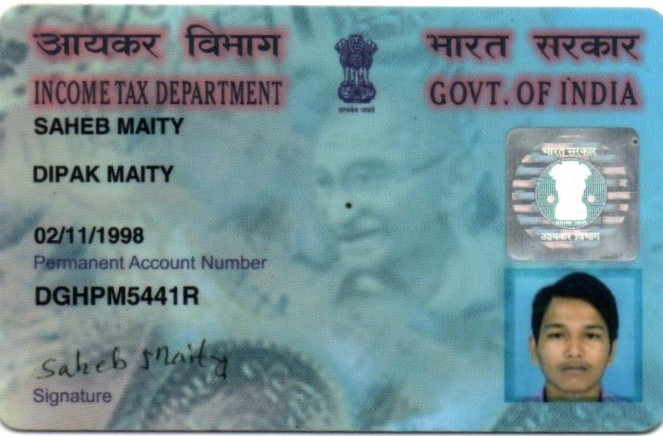 आयकर विभाग
भारत सरकार
INCOME TAX DEPARTMENT
GOVT. OF INDIA
सत्यमेव जयते
SAHEB MAITY
DIPAK MAITY
02/11/1998
Permanent Account Number
DGHPM5441R
Saheb Maity
Signature
भारत सरकार
आयकर विभाग